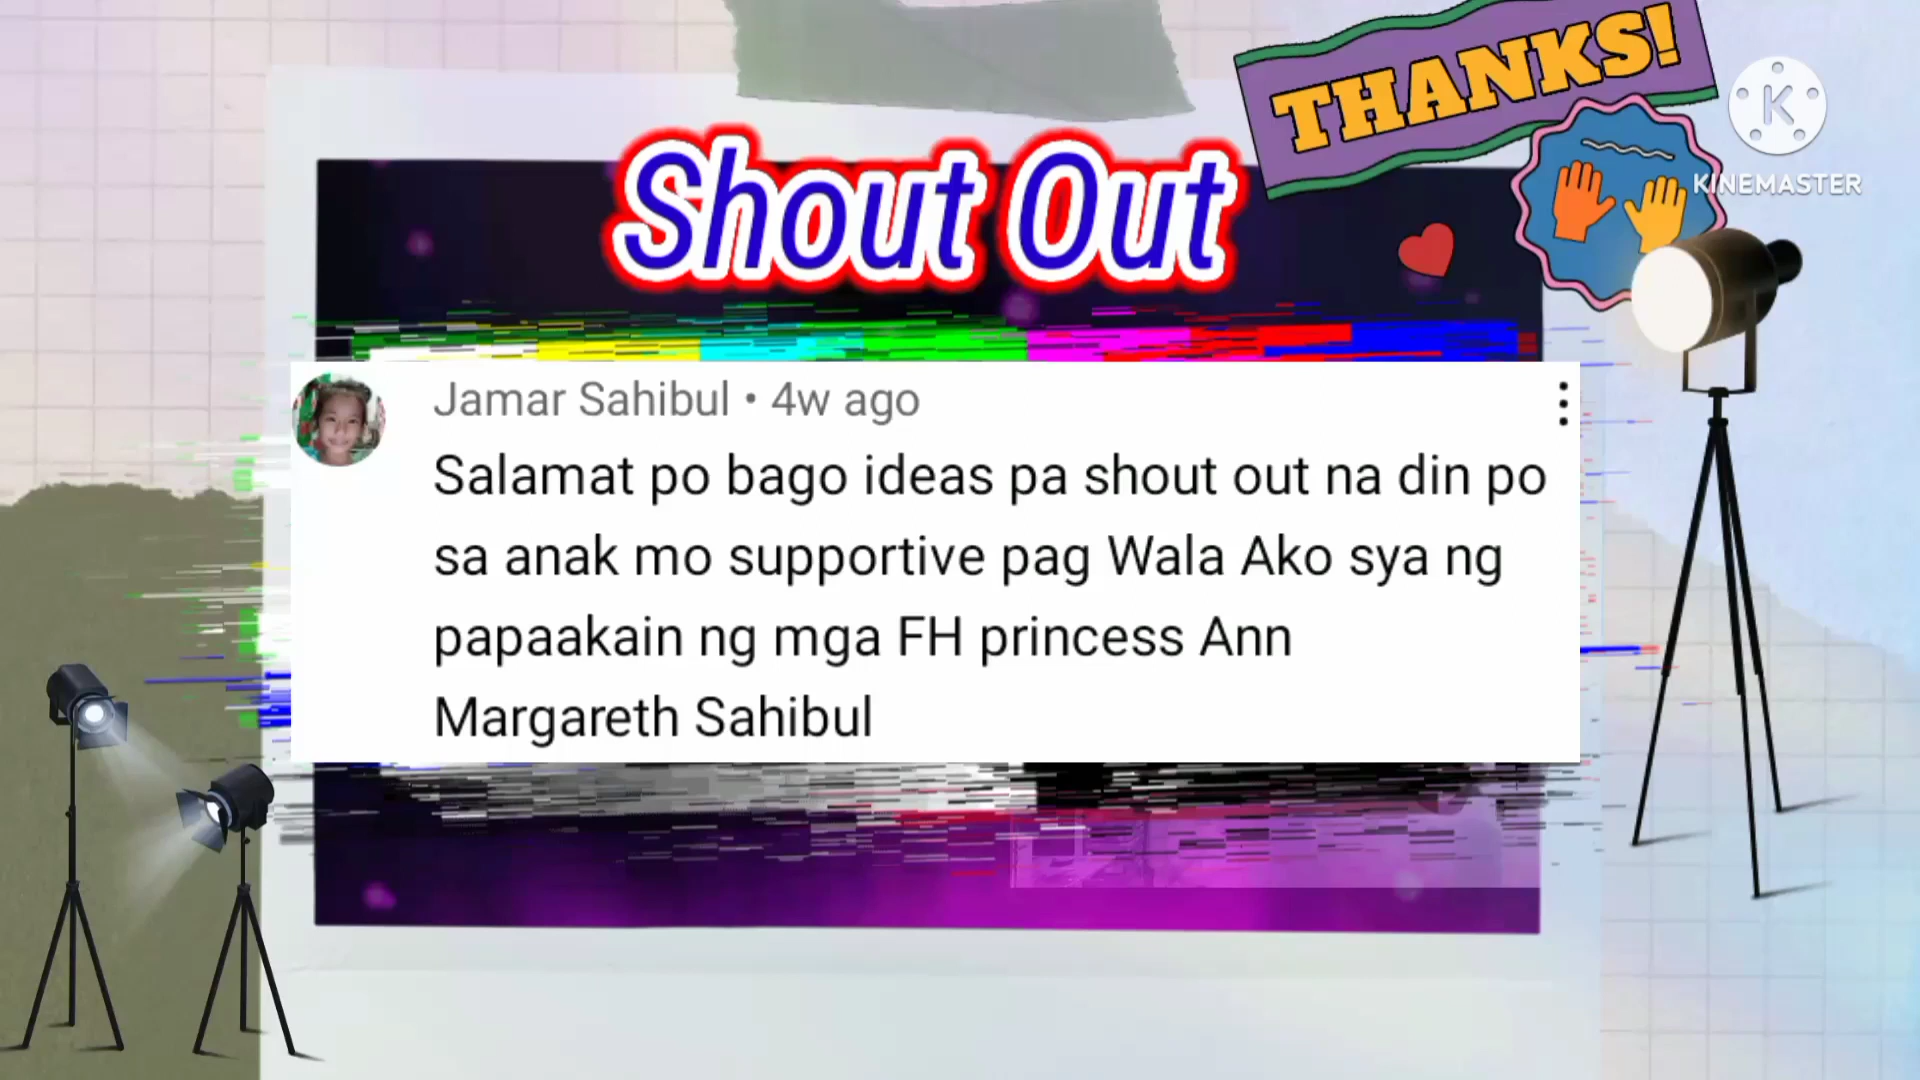 THANKS!
KINEMASTER
Shout Out
Jamar Sahibul • 4w ago
Salamat po bago ideas pa shout out na din po
sa anak mo supportive pag Wala Ako sya ng
papaakain ng mga FH princess Ann
Margareth Sahibul